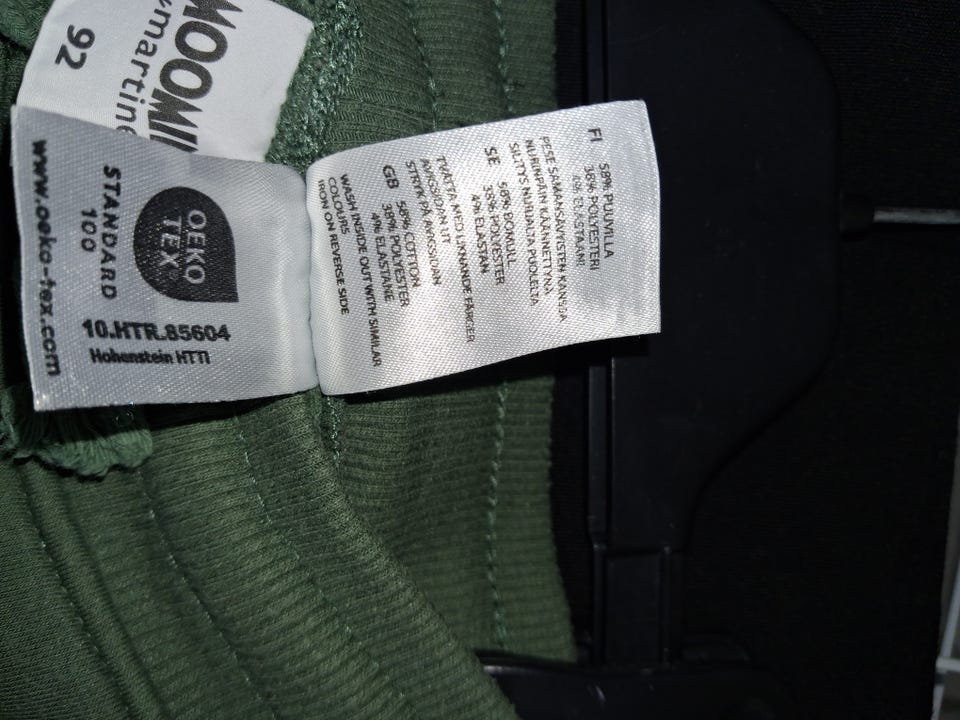 MOOMIN
martine
92
OEKO
TEX
STANDARD
100
10.HTR.85604
Hohenstein HTTI
www.oeko-tex.com
FI 58% PUUVILLA
38% POLYESTERI
4% ELASTAANI
PESE SAMANSÄVYISTEN KANSSA
NURINPÄIN KÄÄNNETTYNÄ
SILITYS NURJALTA PUOLELTA
SE 58% BOMULL
38% POLYESTER
4% ELASTAN
TVÄTTA MED LIKNANDE FÄRGER
AVIGSIDAN UT
STRYK PÅ AVIGSIDAN
GB 58% COTTON
38% POLYESTER
4% ELASTANE
WASH INSIDE OUT WITH SIMILAR
COLOURS
IRON ON REVERSE SIDE